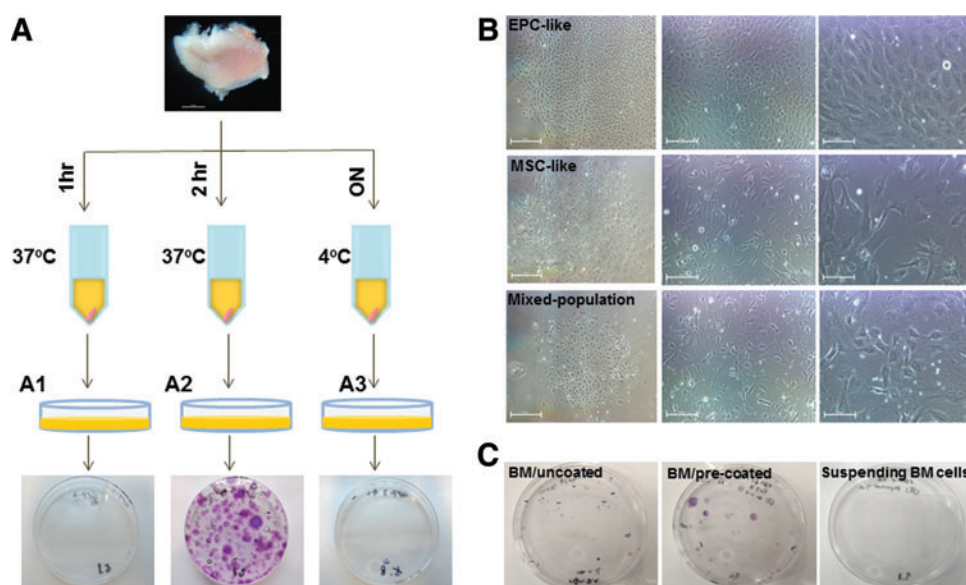 A
1hr
2 hr
ON
37°C
37°C
4°C
A1
A2
A3
B
EPC-like
MSC-like
Mixed-population
C
BM/uncoated
BM/pre-coated
Suspending BM cells